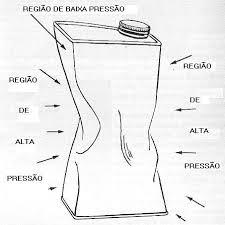 REGIÃO DE BAIXA PRESSÃO
REGIÃO
DE
ALTA
PRESSÃO
REGIÃO
DE
ALTA
PRESSÃO